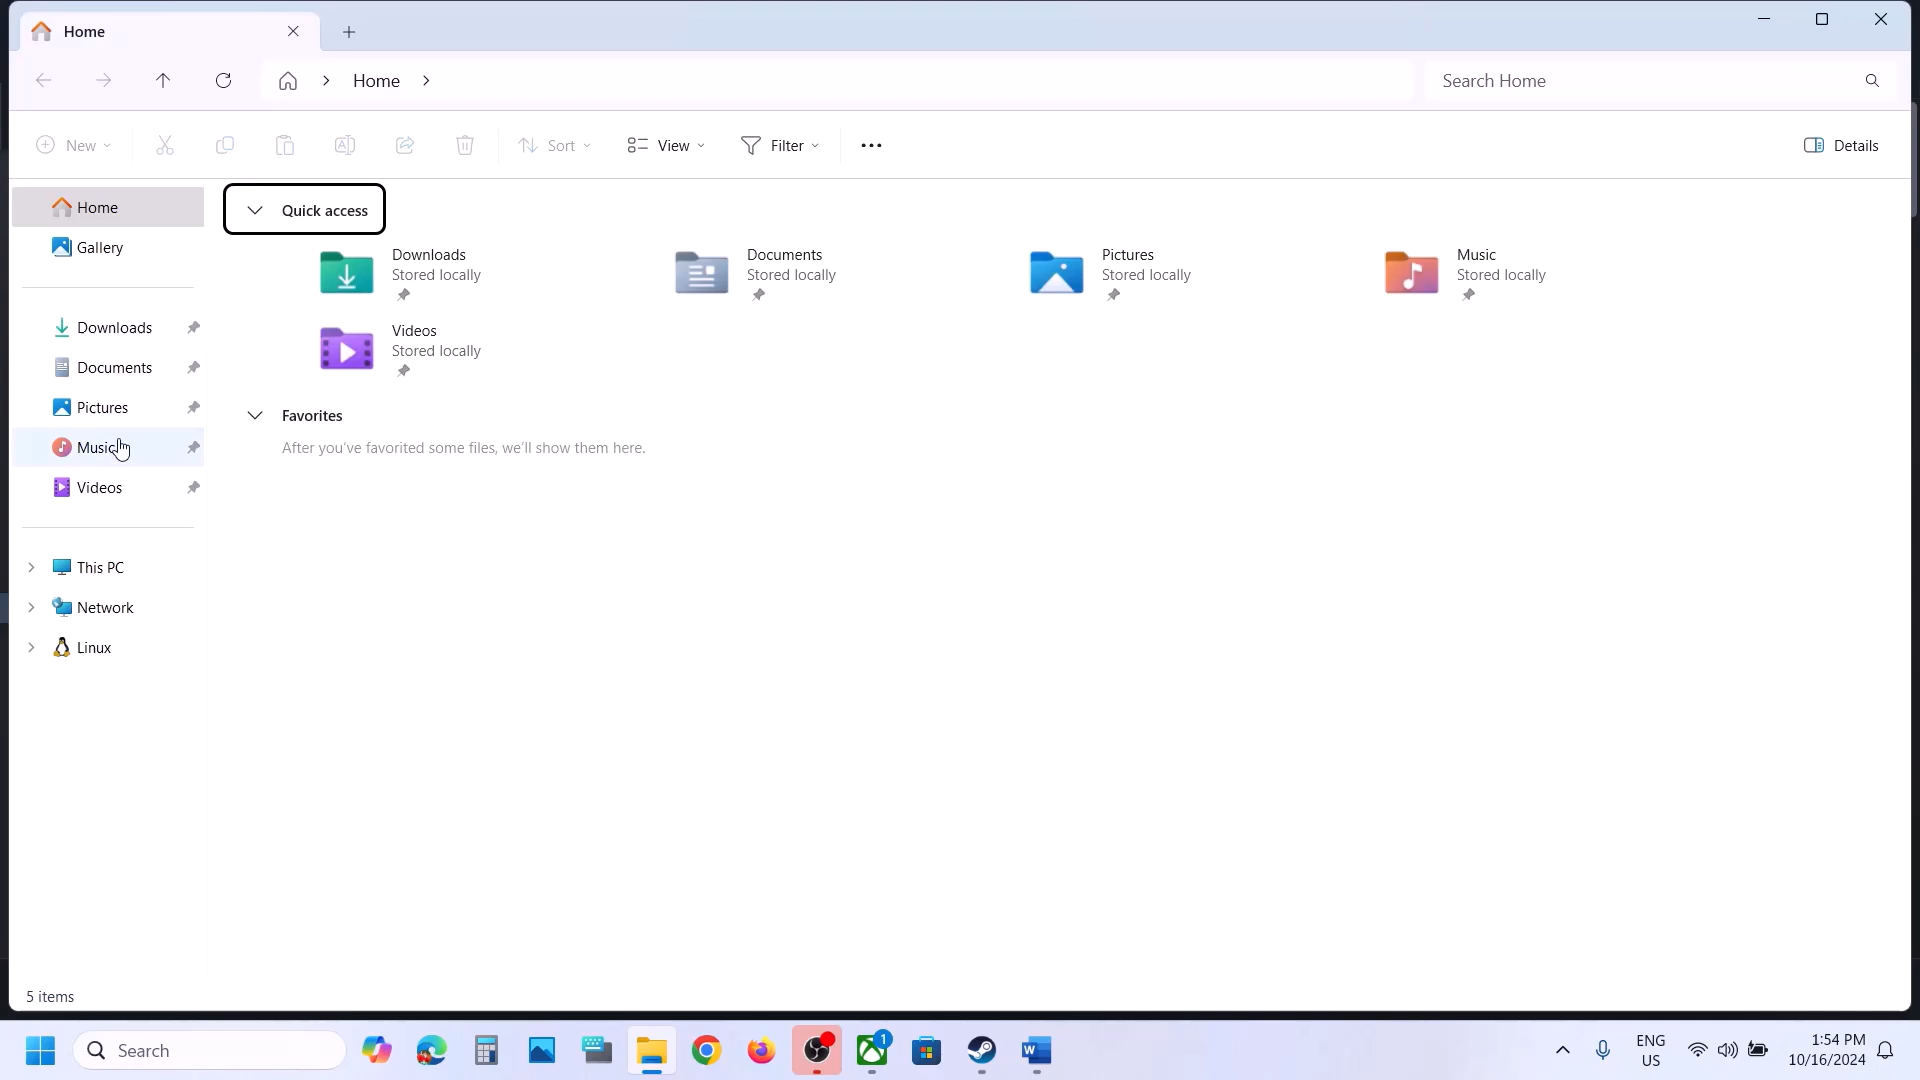 Home
Home
Search Home
New
Sort
View
Filter
Details
Home
Gallery
Downloads
Documents
Pictures
Music
Videos
This PC
Network
Linux
Quick access
Downloads
Stored locally
Documents
Stored locally
Pictures
Stored locally
Music
Stored locally
Videos
Stored locally
Favorites
After you've favorited some files, we'll show them here.
5 items
Search
1
ENG
US
1:54 PM
10/16/2024